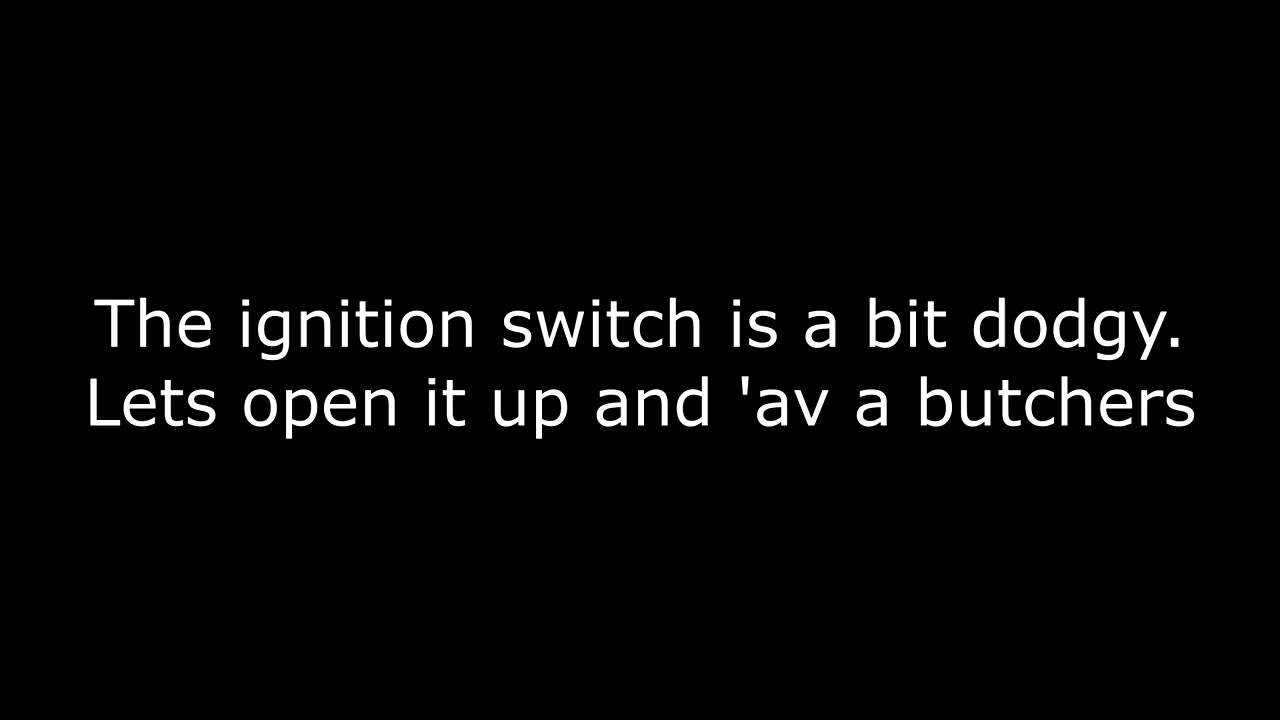 The ignition switch is a bit dodgy.
Lets open it up and 'av a butchers